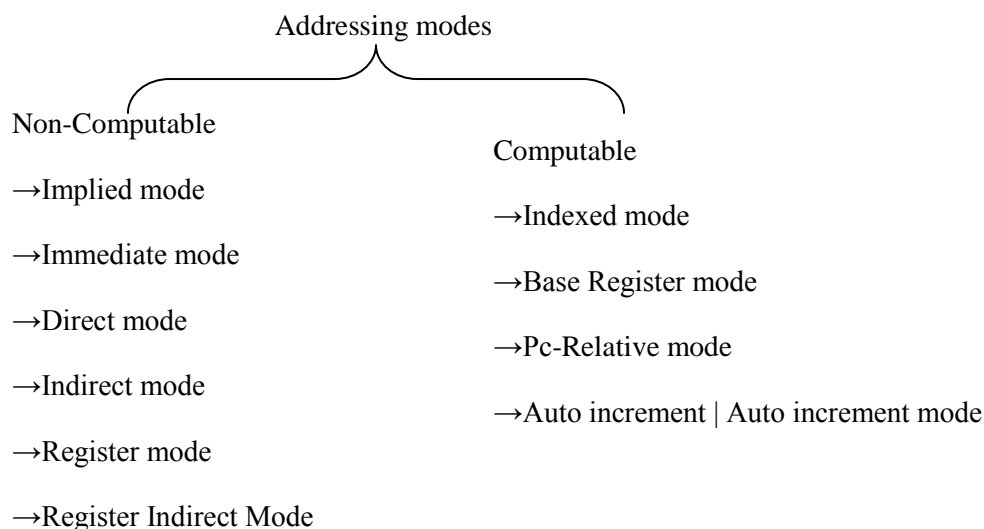 Addressing modes
Non-Computable
→Implied mode
→Immediate mode
→Direct mode
→Indirect mode
→Register mode
→Register Indirect Mode
Computable
→Indexed mode
→Base Register mode
→Pc-Relative mode
→Auto increment | Auto increment mode